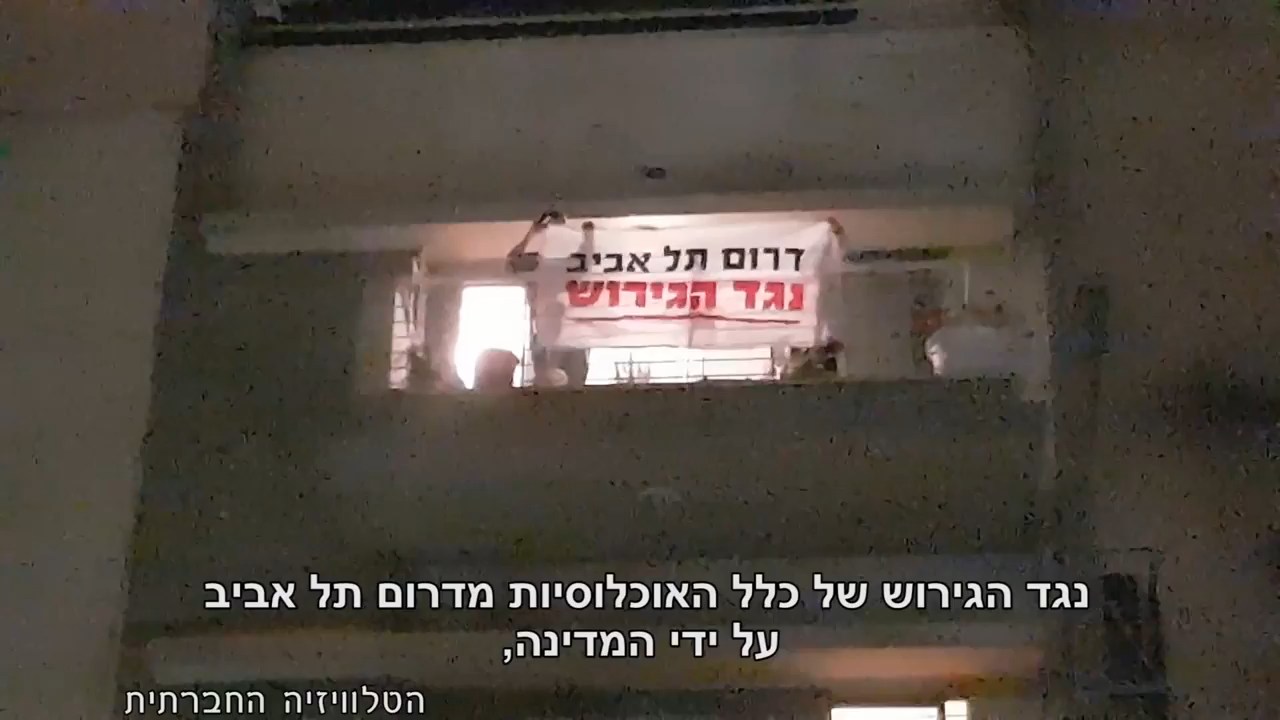 דרום תל אביב
נגד הגירוש
נגד הגירוש של כלל האוכלוסיות מדרום תל אביב
על ידי המדינה,
הטלוויזיה החברתית